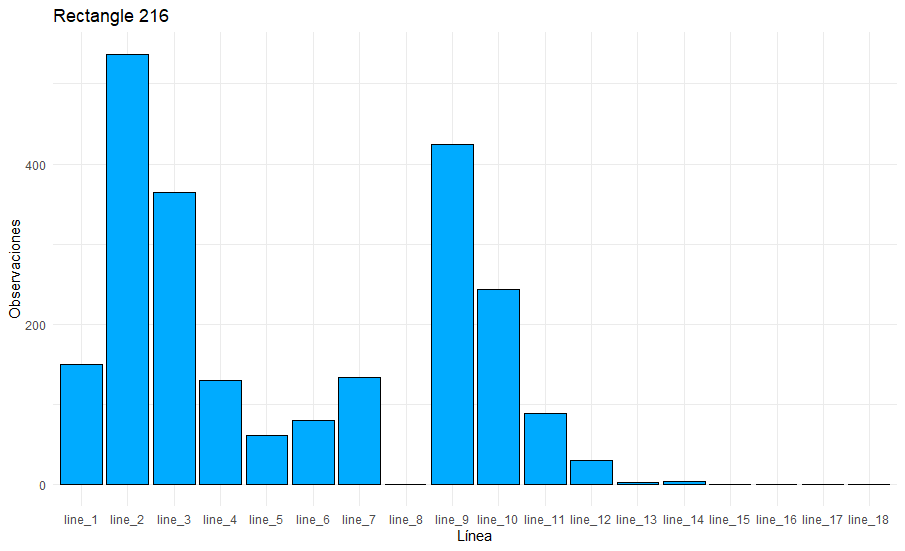 Rectangle 216
Observaciones
400
200
0
line_1 line_2 line_3 line_4 line_5 line_6 line_7 line_8 line_9 line_10 line_11 line_12 line_13 line_14 line_15 line_16 line_17 line_18
Línea